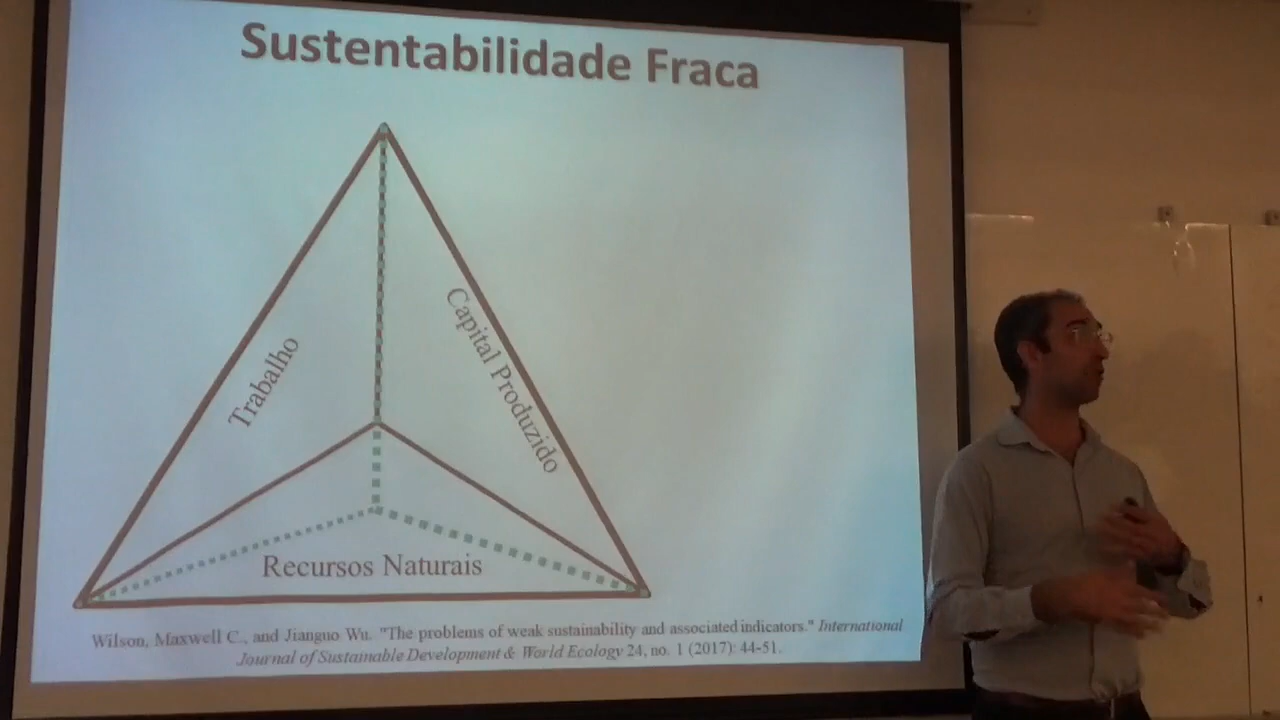 Sustentabilidade Fraca
Trabalho
Capital Produzido
Recursos Naturais
Wilson, Maxwell C., and Jianguo Wu. "The problems of weak sustainability and associated indicators." International
Journal of Sustainable Development & World Ecology 24, no. 1 (2017): 44-51.